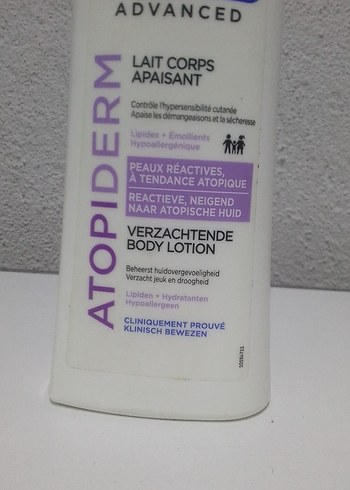 ADVANCED
ATOPIDERM
LAIT CORPS
APAISANT
Contrôle l'hypersensibilité cutanée
Apaise les démangeaisons et la sécheresse
Lipides + Émollients
Hypoallergénique
PEAUX RÉACTIVES,
À TENDANCE ATOPIQUE
REACTIEVE, NEIGEND
NAAR ATOPISCHE HUID
VERZACHTENDE
BODY LOTION
Beheerst huidovergevoeligheid
Verzacht jeuk en droogheid
Lipiden + Hydratanten
Hypoallergeen
CLINIQUEMENT PROUVÉ
KLINISCH BEWEZEN